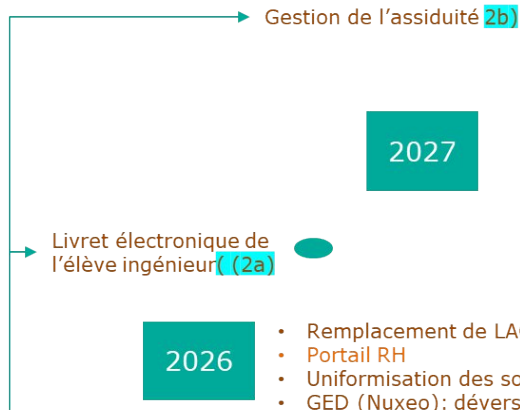 Gestion de l’assiduité 2b)
2027
Livret électronique de
l’élève ingénieur( (2a)
2026
• Remplacement de
• Portail RH
• Uniformisation des
• GED (Nuxeo);